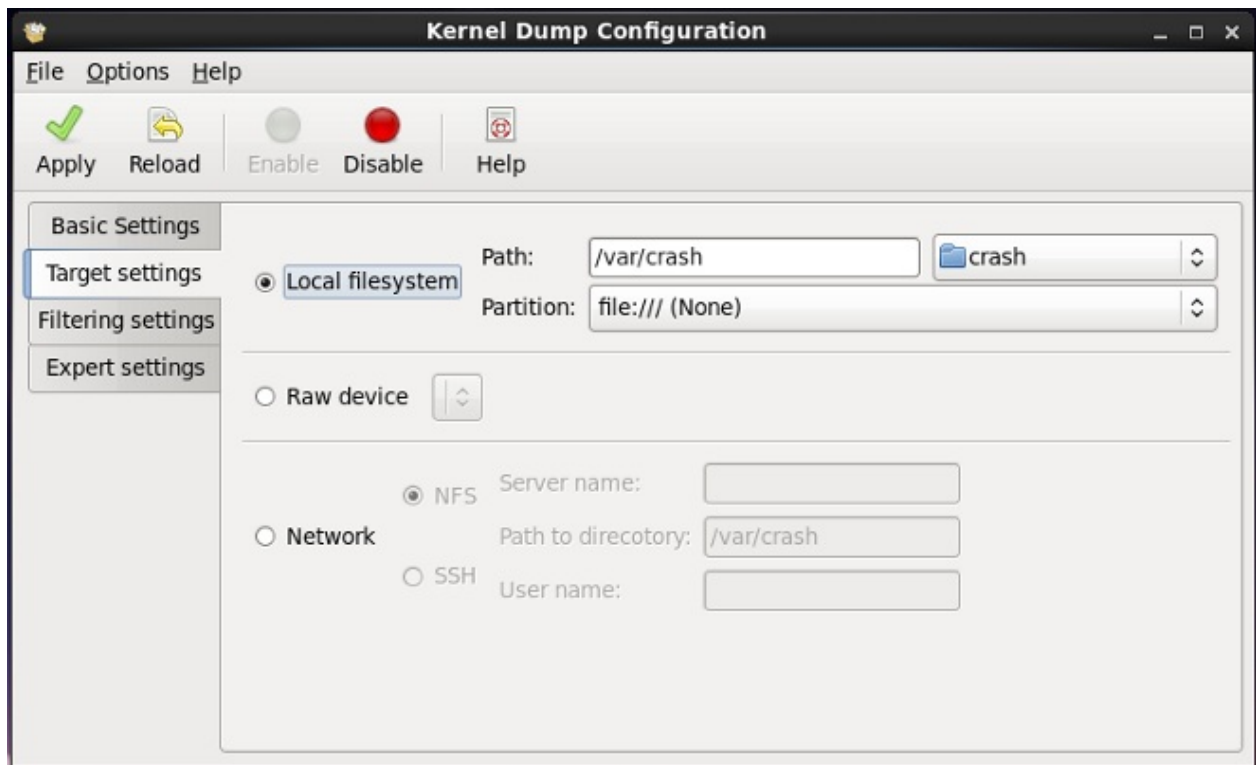 Kernel Dump Configuration
File Options Help
Apply Reload Enable Disable Help
Basic Settings
Target settings
Filtering settings
Expert settings
Local filesystem
Path: /var/crash crash
Partition: file:/// (None)
Raw device
Network
NFS
SSH
Server name:
Path to direcotory: /var/crash
User name: